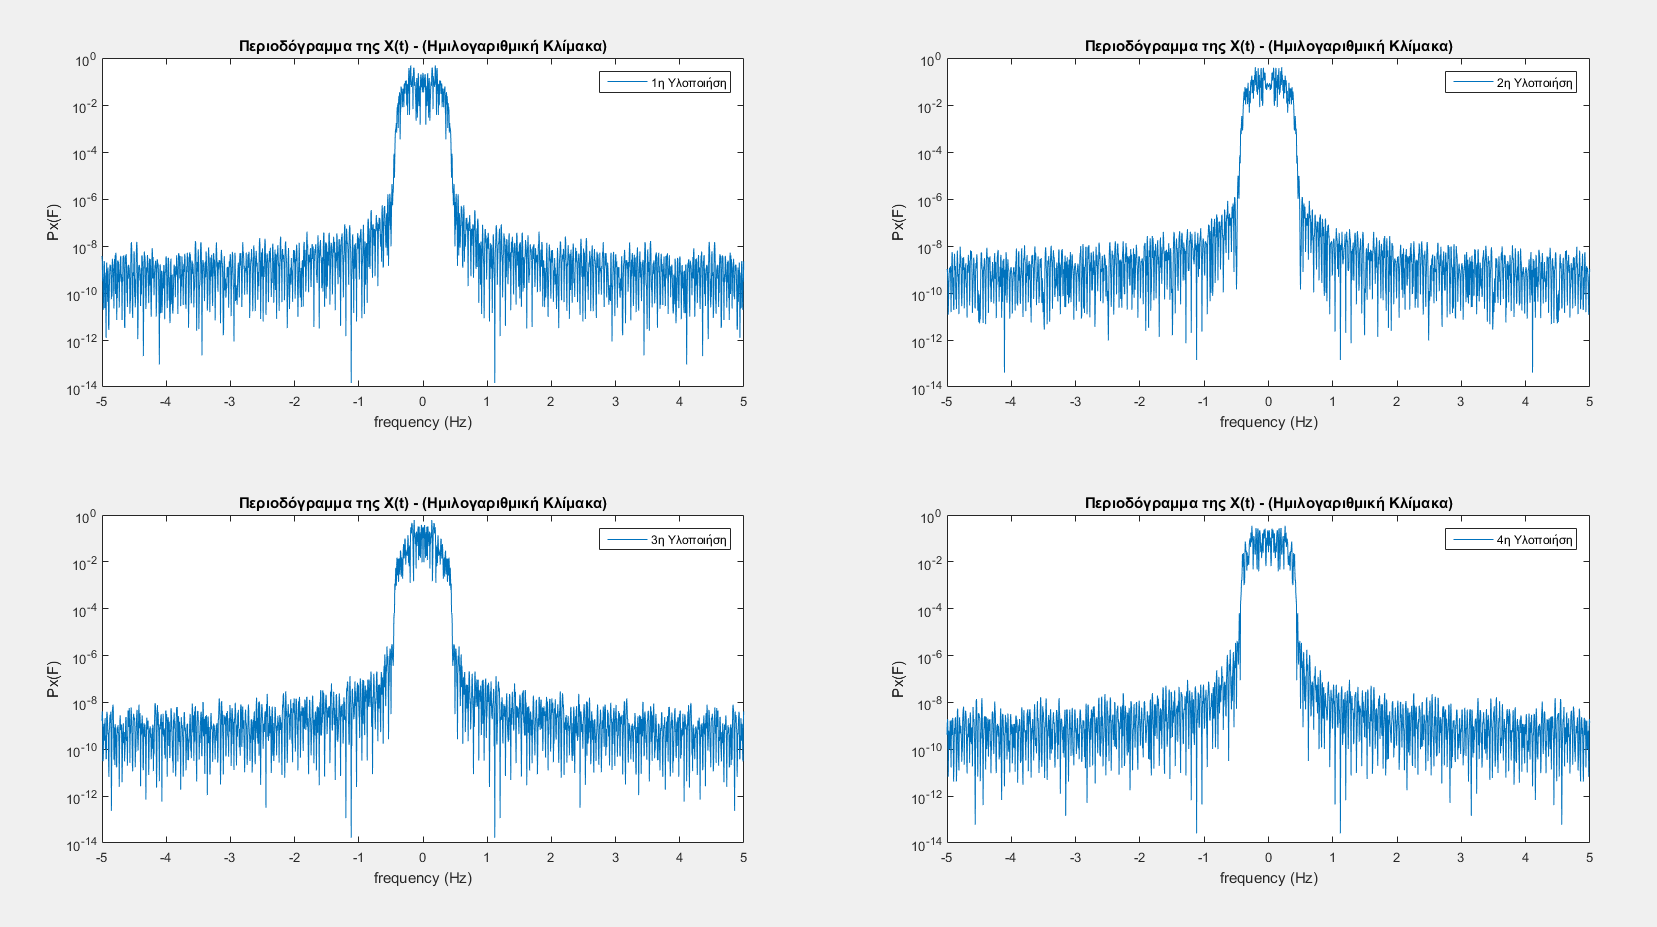 Περιοδόγραμμα της X(t) - (Ημιλογαριθμική Κλίμακα)
1η Υλοποιήση
Px(F)
10^0
10^-2
10^-4
10^-6
10^-8
10^-10
10^-12
10^-14
-5 -4 -3 -2 -1 0 1 2 3 4 5
frequency (Hz)
Περιοδόγραμμα της X(t) - (Ημιλογαριθμική Κλίμακα)
2η Υλοποιήση
Px(F)
10^0
10^-2
10^-4
10^-6
10^-8
10^-10
10^-12
10^-14
-5 -4 -3 -2 -1 0 1 2 3 4 5
frequency (Hz)
Περιοδόγραμμα της X(t) - (Ημιλογαριθμική Κλίμακα)
3η Υλοποιήση
Px(F)
10^0
10^-2
10^-4
10^-6
10^-8
10^-10
10^-12
10^-14
-5 -4 -3 -2 -1 0 1 2 3 4 5
frequency (Hz)
Περιοδόγραμμα της X(t) - (Ημιλογαριθμική Κλίμακα)
4η Υλοποιήση
Px(F)
10^0
10^-2
10^-4
10^-6
10^-8
10^-10
10^-12
10^-14
-5 -4 -3 -2 -1 0 1 2 3 4 5
frequency (Hz)